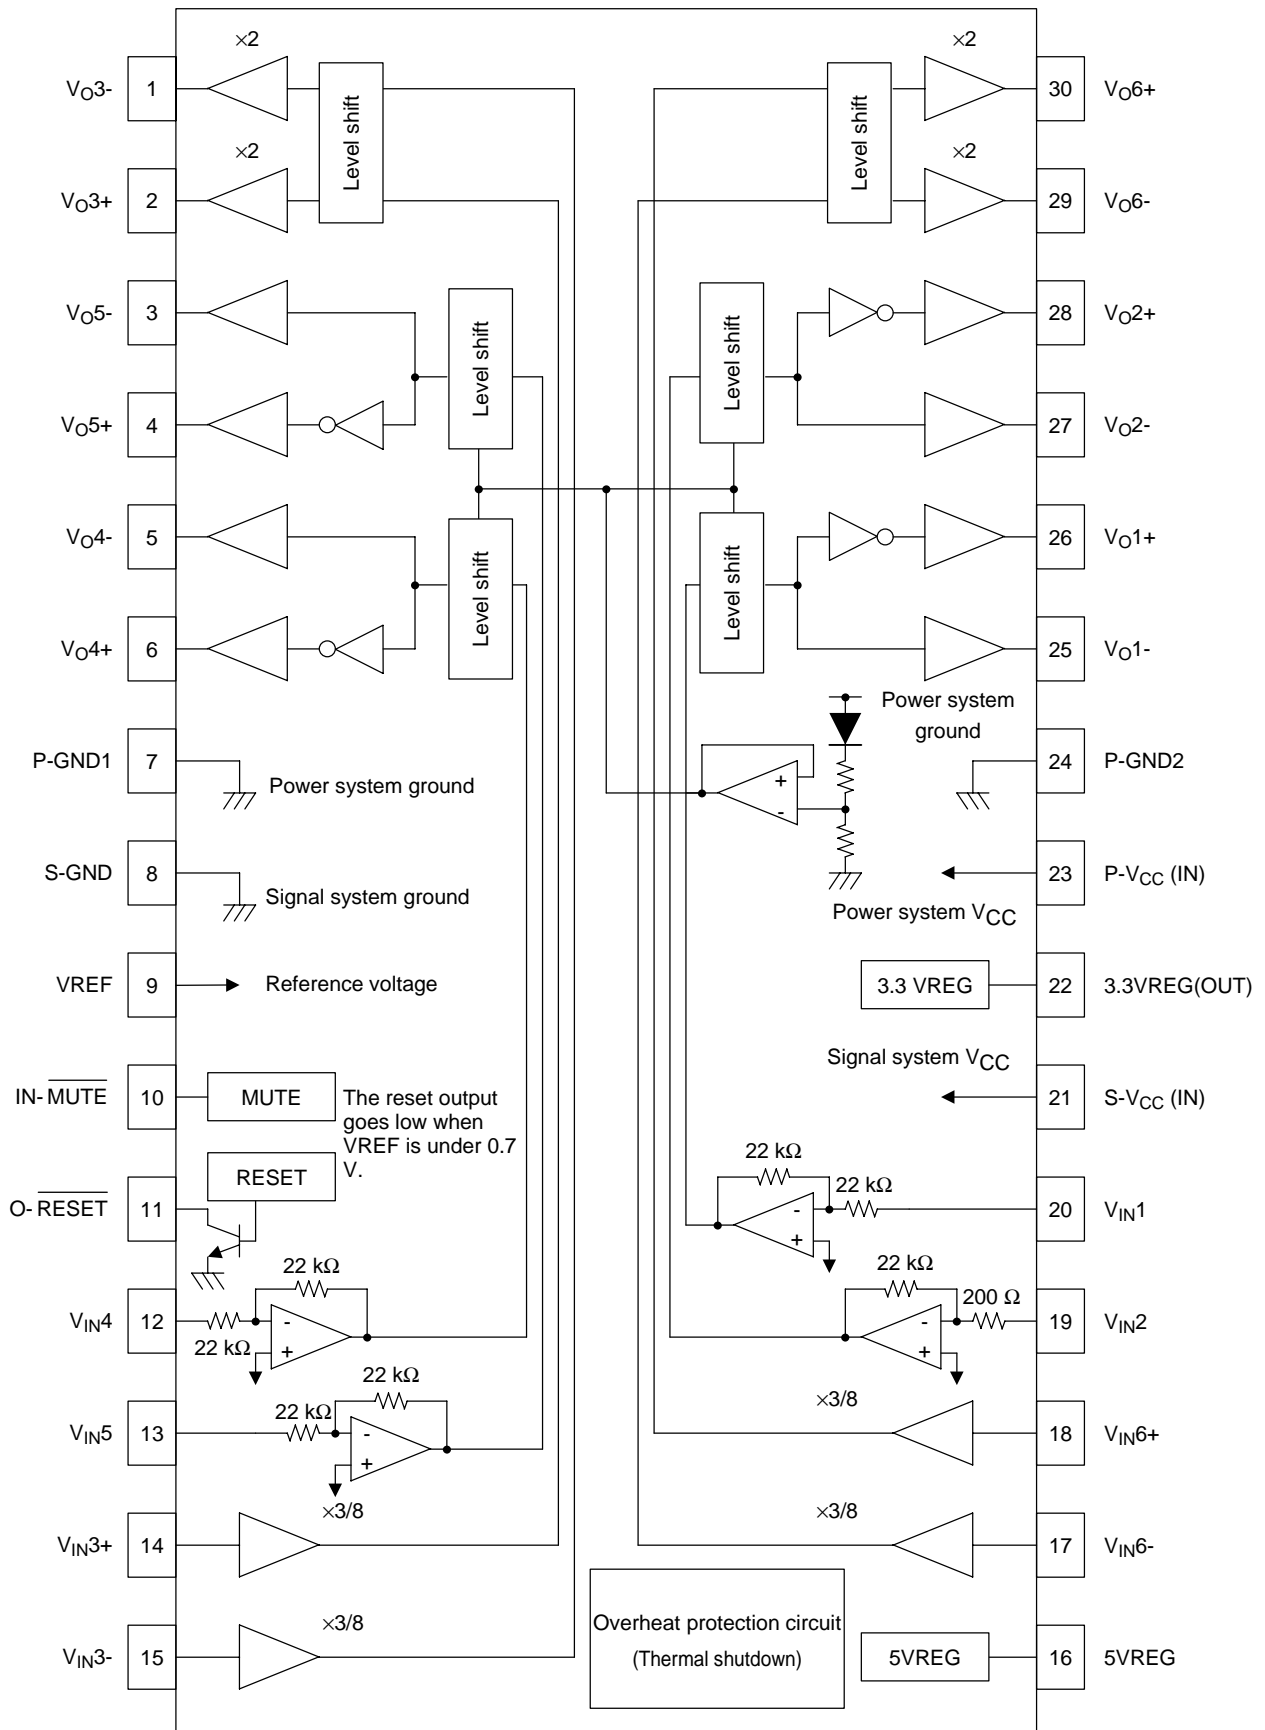 ×2
×2
VO3- 1
Level shift
Level shift
30 VO6+
×2
×2
VO3+ 2
29 VO6-
VO5- 3
Level shift
Level shift
28 VO2+
VO5+ 4
27 VO2-
VO4- 5
Level shift
Level shift
26 VO1+
VO4+ 6
25 VO1-
Power system
ground
P-GND1 7
Power system ground
+
-
24 P-GND2
S-GND 8
Signal system ground
23 P-VCC (IN)
Power system VCC
VREF 9
Reference voltage
3.3 VREG
22 3.3VREG(OUT)
Signal system VCC
IN-MUTE 10
MUTE
The reset output
goes low when
VREF is under 0.7
V.
21 S-VCC (IN)
O-RESET 11
RESET
22 kΩ
22 kΩ
-
+
20 VIN1
22 kΩ
VIN4 12
22 kΩ
-
+
22 kΩ
200 Ω
-
+
19 VIN2
22 kΩ
VIN5 13
22 kΩ
-
+
×3/8
18 VIN6+
×3/8
VIN3+ 14
×3/8
17 VIN6-
×3/8
VIN3- 15
Overheat protection circuit
(Thermal shutdown)
5VREG
16 5VREG